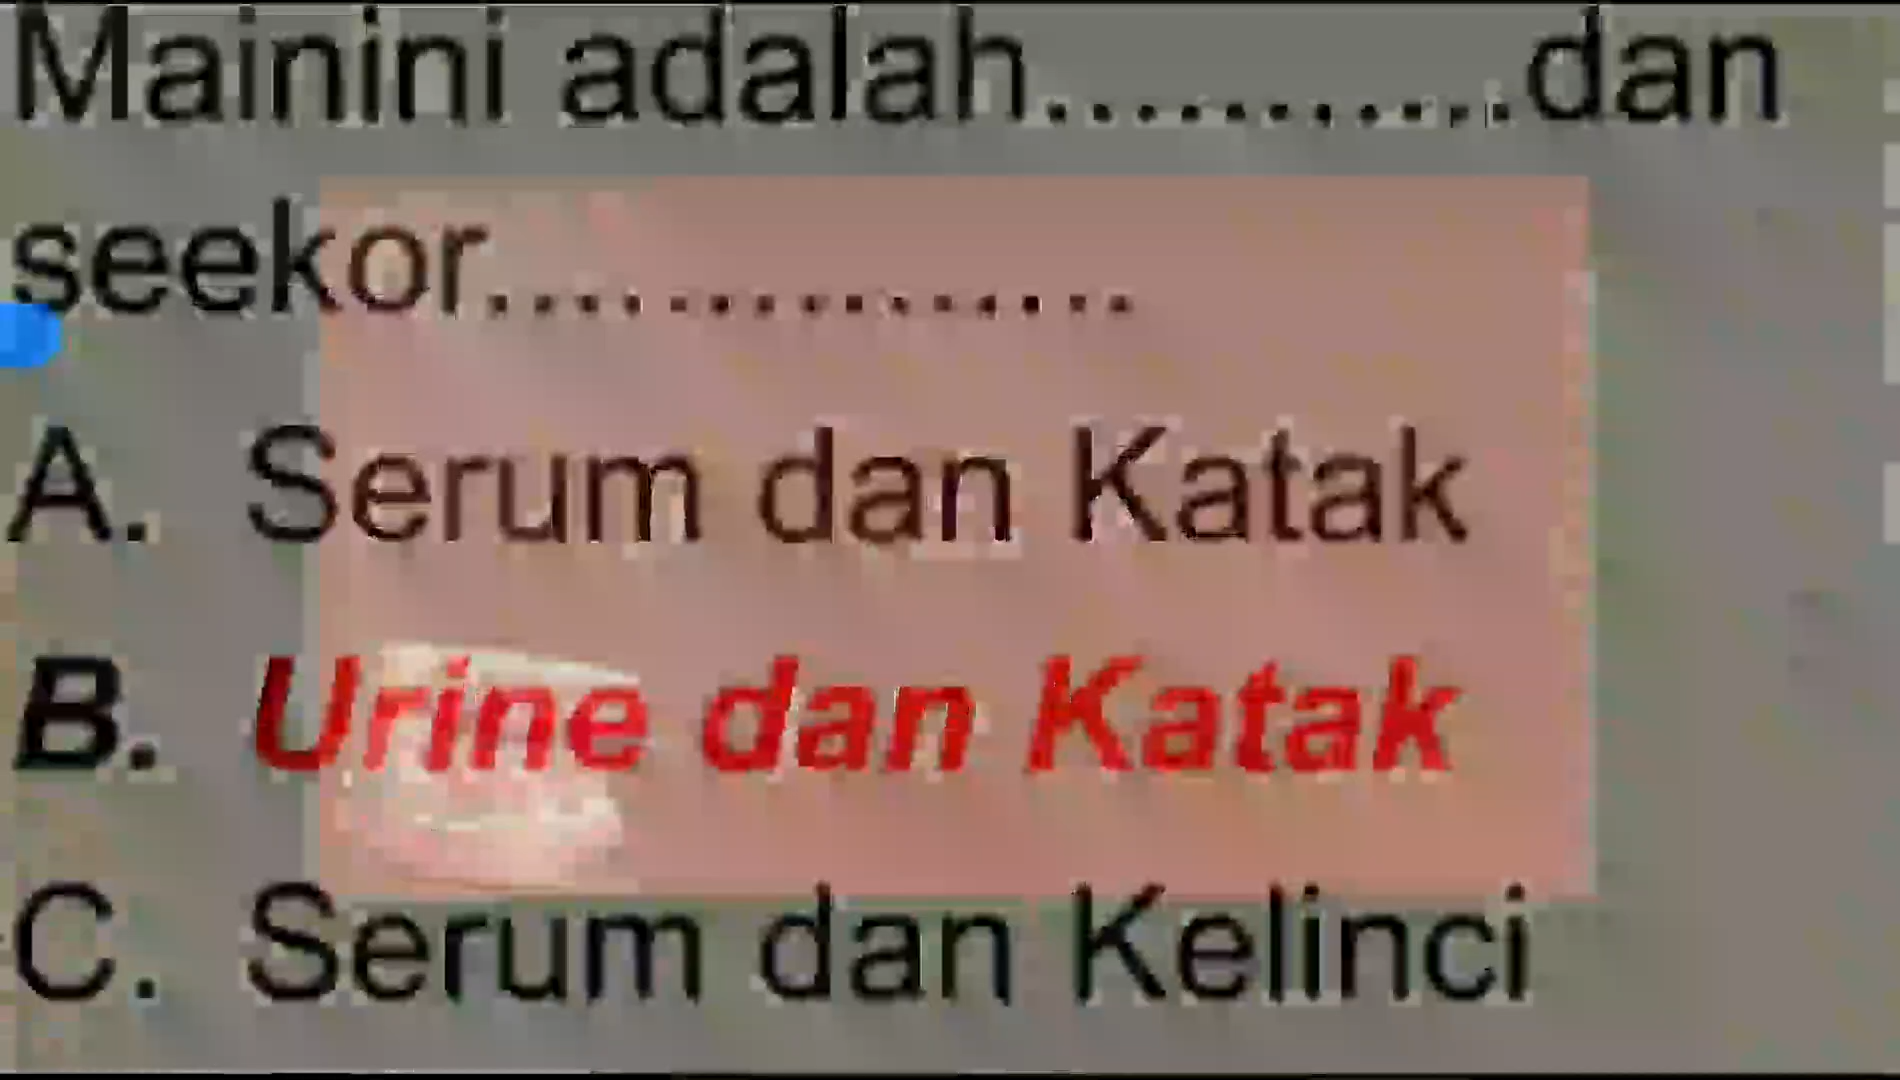 Mainini adalah............dan
seekor...............
A. Serum dan Katak
B. Urine dan Katak
C. Serum dan Kelinci